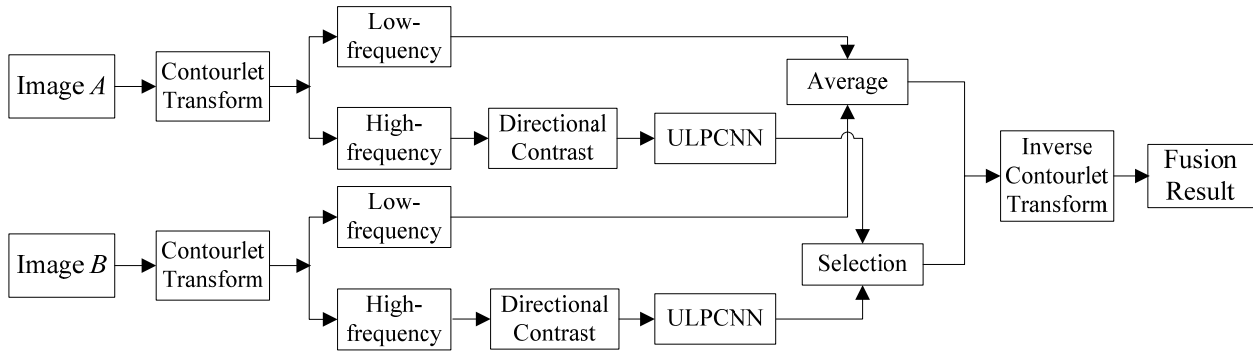 Image A
Contourlet
Transform
Low-
frequency
High-
frequency
Directional
Contrast
ULPCNN
Average
Image B
Contourlet
Transform
Low-
frequency
High-
frequency
Directional
Contrast
ULPCNN
Selection
Inverse
Contourlet
Transform
Fusion
Result